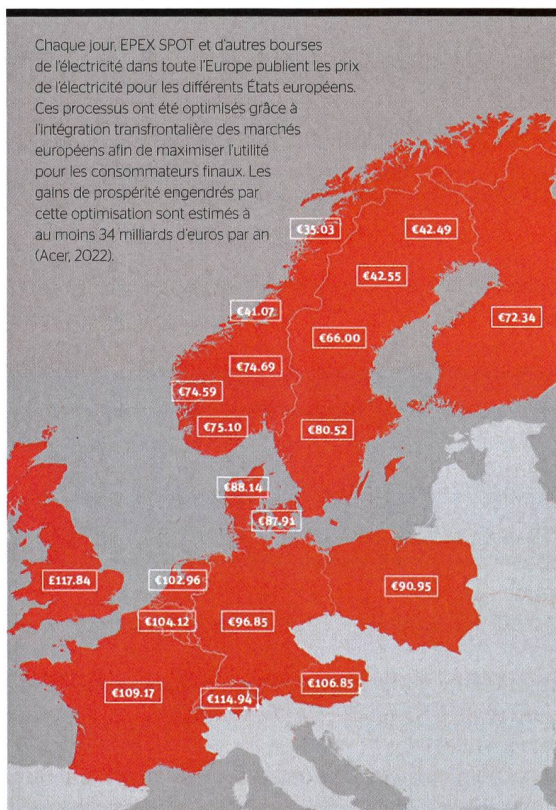 Chaque jour, EPEX SPOT et d'autres bourses
de l'électricité dans toute l'Europe publient les prix
de l'électricité pour les différents États européens.
Ces processus ont été optimisés grâce à
l'intégration transfrontalière des marchés
européens afin de maximiser l'utilité
pour les consommateurs finaux. Les
gains de prospérité engendrés par
cette optimisation sont estimés à
au moins 34 milliards d'euros par an
(Acer, 2022).
€35.03
€42.49
€42.55
€41.07
€72.34
€66.00
€74.69
€74.59
€75.10
€80.52
€88.14
€87.91
£117.84
€102.96
€90.95
€104.12
€96.85
€106.85
€109.17
€114.94